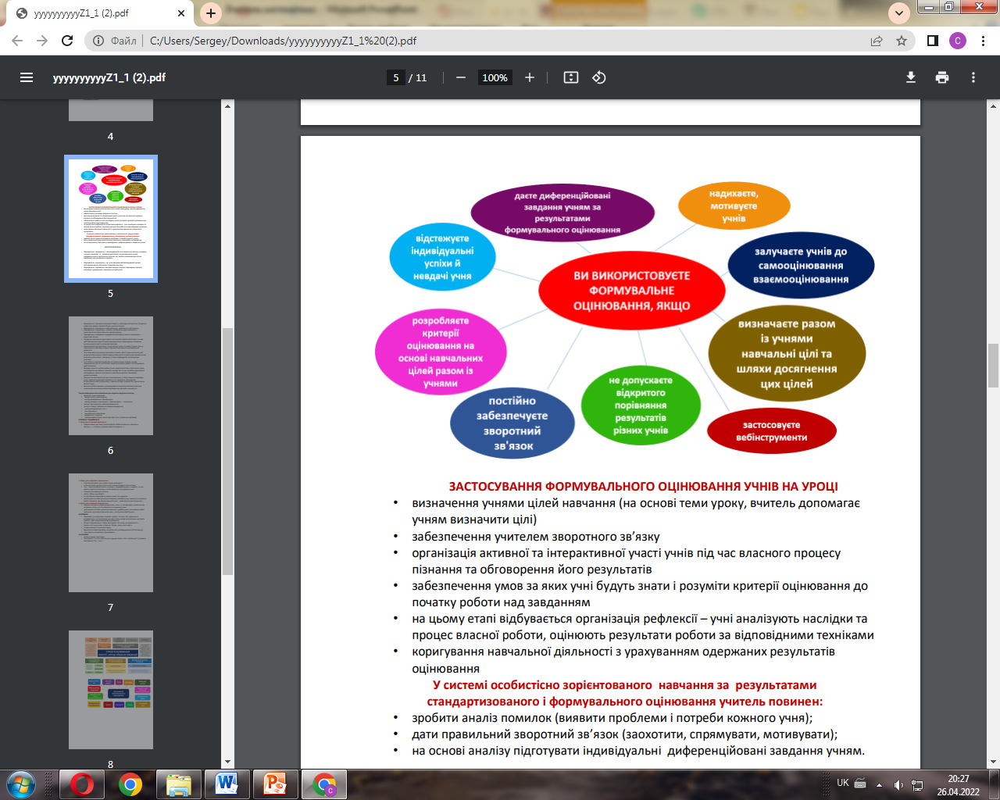 yyyyyyyyyyZ1_1 (2).pdf
Файл
C:/Users/Sergey/Downloads/yyyyyyyyyyZ1_1%20(2).pdf
C
yyyyyyyyyyZ1_1 (2).pdf
5 / 11
100%
4
5
6
7
8
даєте диференційовані
завдання учням за
результатами
формувального оцінювання
надихаєте,
мотивуєте
учнів
відстежуєте
індивідуальні
успіхи й
невдачі учня
залучаєте учнів до
самооцінювання
взаємооцінювання
ВИ ВИКОРИСТОВУЄТЕ
ФОРМУВАЛЬНЕ
ОЦІНЮВАННЯ, ЯКЩО
розробляєте
критерії
оцінювання на
основі навчальних
цілей разом із
учнями
визначаєте разом
із учнями
навчальні цілі та
шляхи досягнення
цих цілей
постійно
забезпечуєте
зворотний
зв'язок
не допускаєте
відкритого
порівняння
результатів
різних учнів
застосовуєте
вебінструменти
ЗАСТОСУВАННЯ ФОРМУВАЛЬНОГО ОЦІНЮВАННЯ УЧНІВ НА УРОЦІ
• визначення учнями цілей навчання (на основі теми уроку, вчитель допомагає
учням визначити цілі)
• забезпечення учителем зворотного зв’язку
• організація активної та інтерактивної участі учнів під час власного процесу
пізнання та обговорення його результатів
• забезпечення умов за яких учні будуть знати і розуміти критерії оцінювання до
початку роботи над завданням
• на цьому етапі відбувається організація рефлексії – учні аналізують наслідки та
процес власної роботи, оцінюють результати роботи за відповідними техніками
• коригування навчальної діяльності з урахуванням одержаних результатів
оцінювання
У системі особистісно зорієнтованого навчання за результатами
стандартизованого і формувального оцінювання учитель повинен:
• зробити аналіз помилок (виявити проблеми і потреби кожного учня);
• дати правильний зворотний зв’язок (заохотити, спрямувати, мотивувати);
• на основі аналізу підготувати індивідуальні диференційовані завдання учням.
UK
20:27
26.04.2022